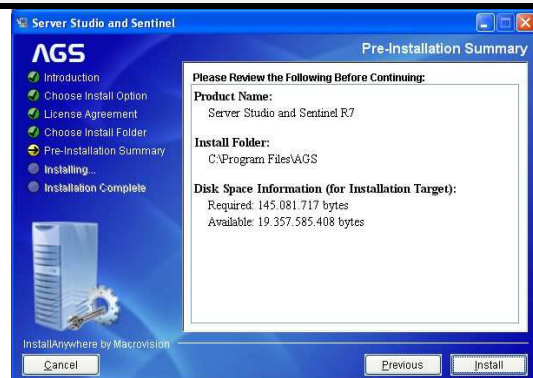 Server Studio and Sentinel
AGS
Pre-Installation Summary
Introduction
Choose Install Option
License Agreement
Choose Install Folder
Pre-Installation Summary
Installing...
Installation Complete
Please Review the Following Before Continuing:
Product Name:
Server Studio and Sentinel R7
Install Folder:
C:\Program Files\AGS
Disk Space Information (for Installation Target):
Required: 145.081.717 bytes
Available: 19.357.585.408 bytes
InstallAnywhere by Macrovision
Cancel
Previous
Install